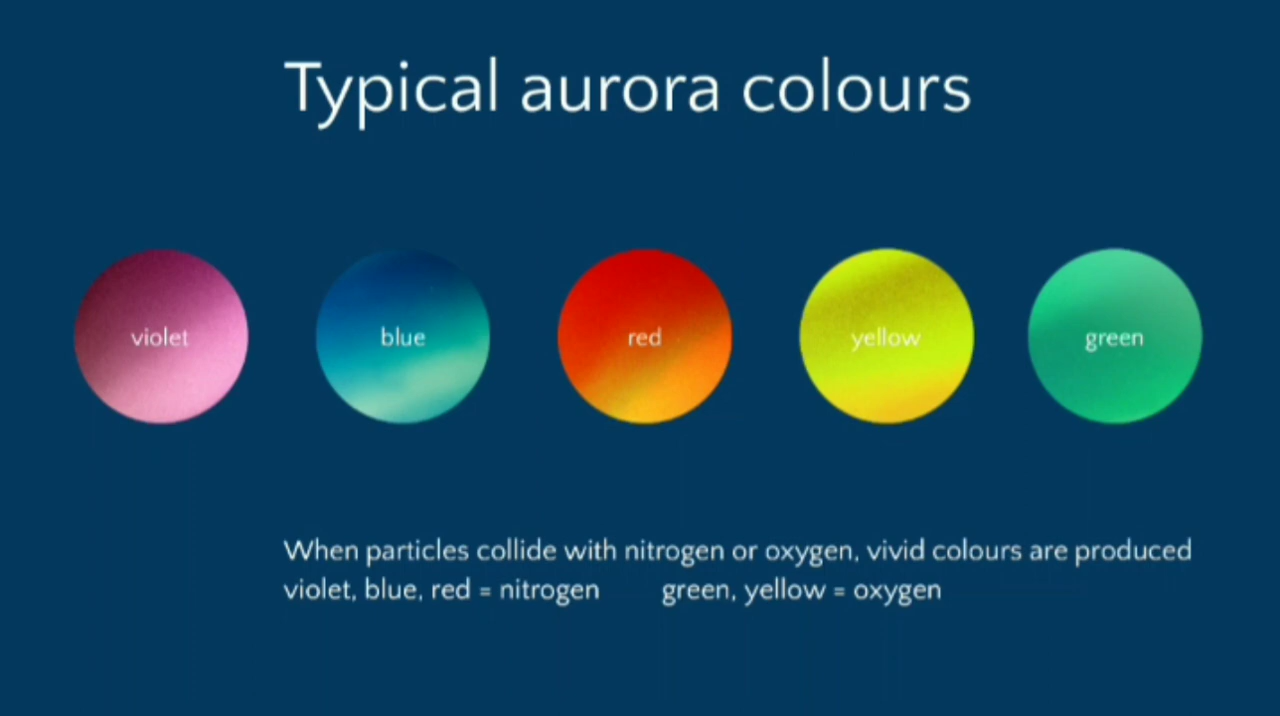 Typical aurora colours
violet
blue
red
yellow
green
When particles collide with nitrogen or oxygen, vivid colours are produced
violet, blue, red = nitrogen green, yellow = oxygen